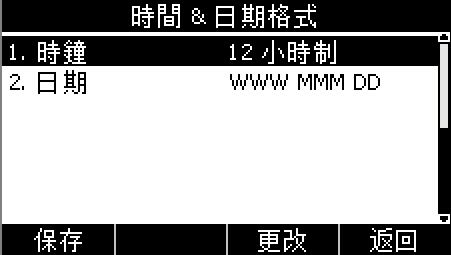 時間 & 日期格式
1. 時鐘 12 小時制
2. 日期 WWW MMM DD
保存 更改 返回